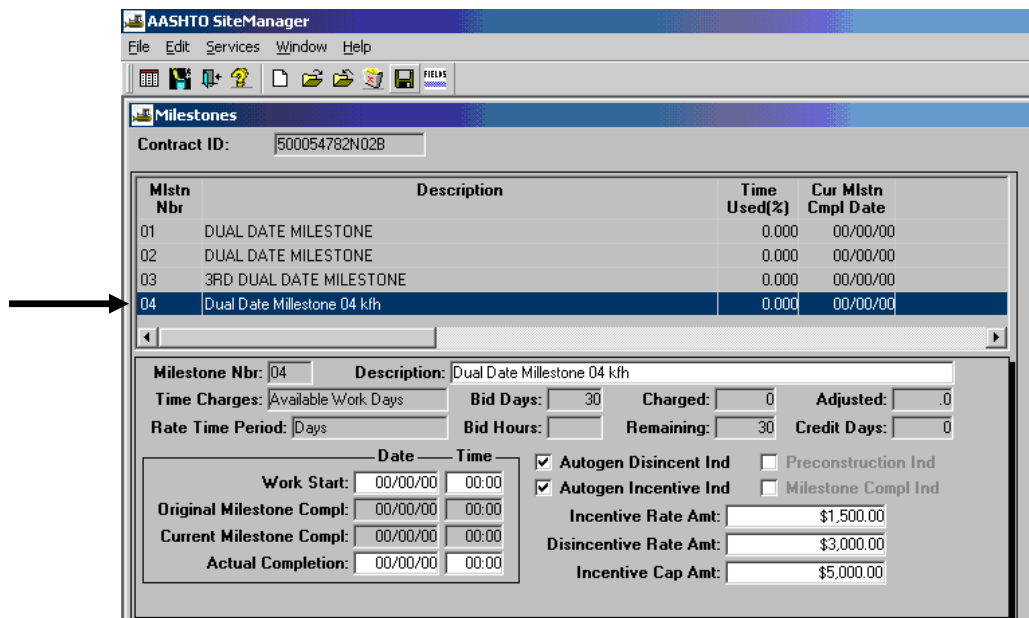 AASHTO SiteManager
File Edit Services Window Help
FIELDS
Milestones
Contract ID: 500054782N02B
Mlstn Nbr Description Time Used(%) Cur Mlstn Cmpl Date
01 DUAL DATE MILESTONE 0.000 00/00/00
02 DUAL DATE MILESTONE 0.000 00/00/00
03 3RD DUAL DATE MILESTONE 0.000 00/00/00
04 Dual Date Millestone 04 kfh 0.000 00/00/00
Milestone Nbr: 04 Description: Dual Date Millestone 04 kfh
Time Charges: Available Work Days Bid Days: 30 Charged: 0 Adjusted: .0
Rate Time Period: Days Bid Hours: Remaining: 30 Credit Days: 0
Date Time
Autogen Disincent Ind Preconstruction Ind
Work Start: 00/00/00 00:00
Autogen Incentive Ind Milestone Compl Ind
Original Milestone Compl: 00/00/00 00:00
Incentive Rate Amt: $1,500.00
Current Milestone Compl: 00/00/00 00:00
Disincentive Rate Amt: $3,000.00
Actual Completion: 00/00/00 00:00
Incentive Cap Amt: $5,000.00